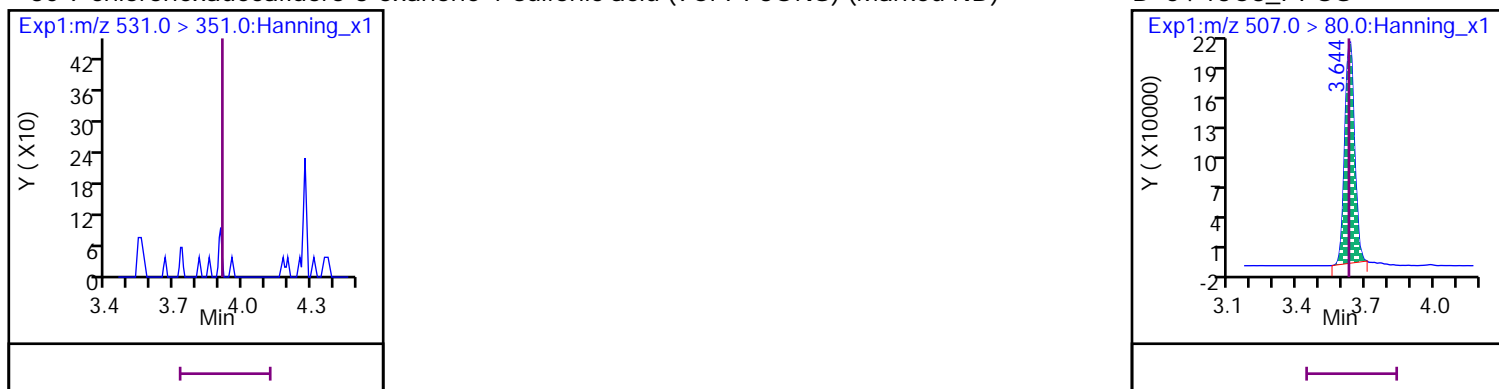 Exp1:m/z 531.0 > 351.0:Hanning_x1
42
36
30
24
18
12
6
0
Y ( X10)
3.4 3.7 4.0 4.3
Min
Exp1:m/z 507.0 > 80.0:Hanning_x1
3.644
22
19
16
13
10
7
4
1
-2
Y ( X10000)
3.1 3.4 3.7 4.0
Min